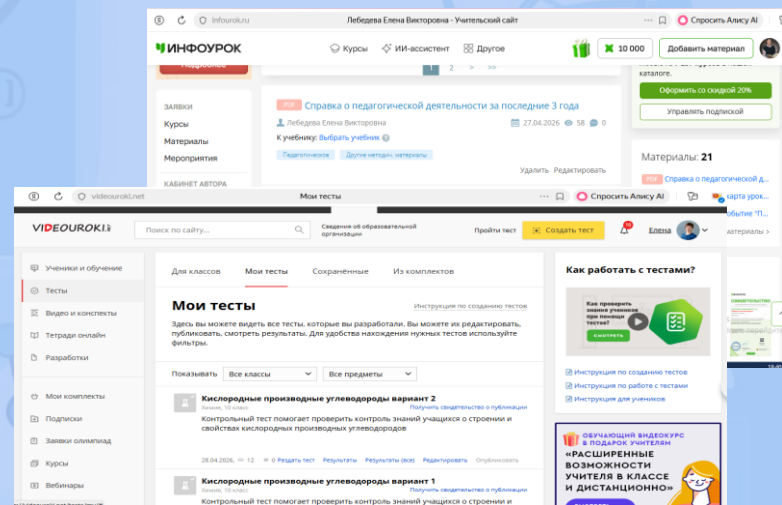 infourok.ru
Лебедева Елена Викторовна - Учительский сайт
Спросить Алису AI
ИНФОУРОК
Курсы
ИИ-ассистент
Другое
10 000
Добавить материал
1 2 > >>
каталоге.
Оформить со скидкой 20%
Управлять подпиской
ЗАЯВКИ
Курсы
Материалы
Мероприятия
КАБИНЕТ АВТОРА
PDF Справка о педагогической деятельности за последние 3 года
Лебедева Елена Викторовна
27.04.2026 58 0
К учебнику: Выбрать учебник
Педагогическое
Другие методич. материалы
Удалить Редактировать
Материалы: 21
PDF Справка о педагогической д...
карта урок...
videouroki.net
Мои тесты
Спросить Алису AI
VIDEOUROKI.
Поиск по сайту...
Сведения об образовательной
организации
Пройти тест
Создать тест
Елена
Ученики и обучение
Тесты
Видео и конспекты
Тетради онлайн
Разработки
Мои комплекты
Подписки
Заявки олимпиад
Курсы
Вебинары
Для классов
Мои тесты
Сохранённые
Из комплектов
Мои тесты
Инструкция по созданию тестов
Здесь вы можете видеть все тесты, которые вы разработали. Вы можете их редактировать,
публиковать, смотреть результаты. Для удобства нахождения нужных тестов используйте
фильтры.
Показывать
Все классы
Все предметы
Кислородные производные углеводороды вариант 2
Химия, 10 класс
Получить свидетельство о публикации
Контрольный тест помогает проверить контроль знаний учащихся о строении и
свойствах кислородных производных углеводородов
28.04.2026, 12 0 Раздать тест Результаты Результаты (все) Редактировать Опубликовать
Кислородные производные углеводороды вариант 1
Химия, 10 класс
Получить свидетельство о публикации
Контрольный тест помогает проверить контроль знаний учащихся о строении и
Как работать с тестами?
Как проверить
знания учеников
при помощи
тестов?
СМОТРЕТЬ
Инструкция по созданию тестов
Инструкция по работе с тестами
Инструкция для учеников
ОБУЧАЮЩИЙ ВИДЕОКУРС
В ПОДАРОК УЧИТЕЛЯМ
«РАСШИРЕННЫЕ
ВОЗМОЖНОСТИ
УЧИТЕЛЯ В КЛАССЕ
И ДИСТАНЦИОННО»